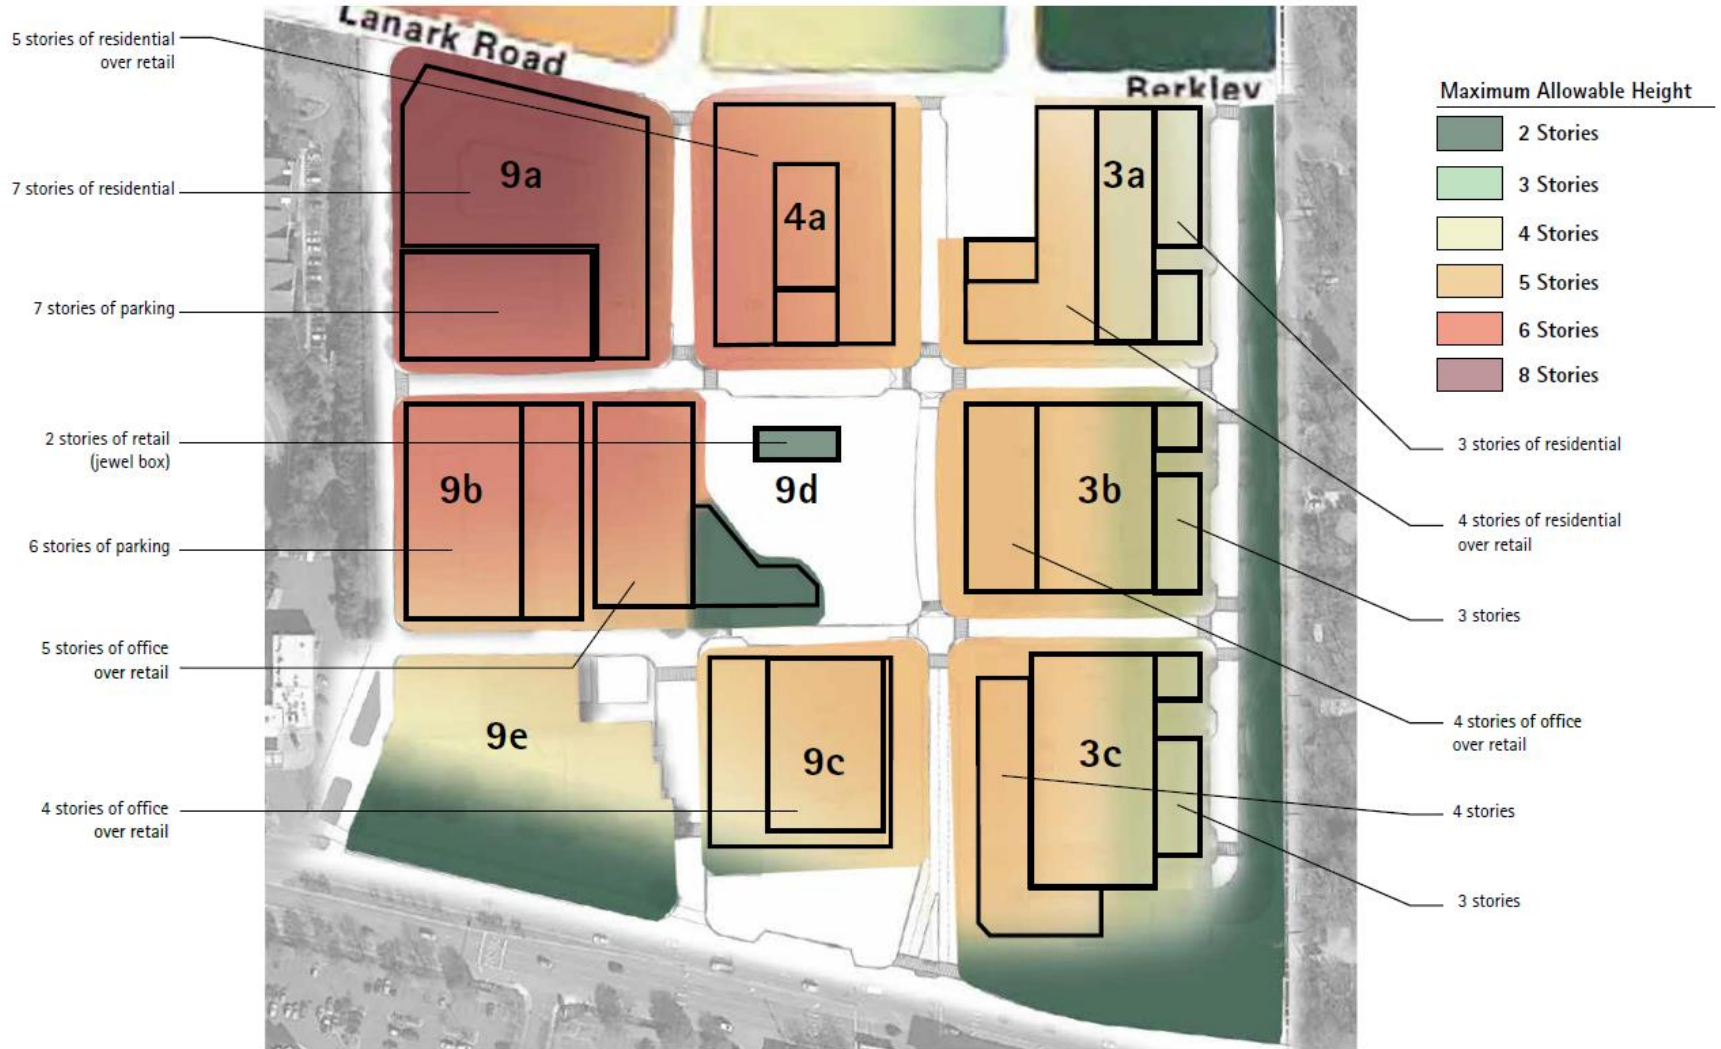 Lanark Road
Berkley
5 stories of residential
over retail
7 stories of residential
7 stories of parking
2 stories of retail
(jewel box)
6 stories of parking
5 stories of office
over retail
4 stories of office
over retail
9a
4a
3a
9b
9d
3b
9e
9c
3c
Maximum Allowable Height
2 Stories
3 Stories
4 Stories
5 Stories
6 Stories
8 Stories
3 stories of residential
4 stories of residential
over retail
3 stories
4 stories of office
over retail
4 stories
3 stories